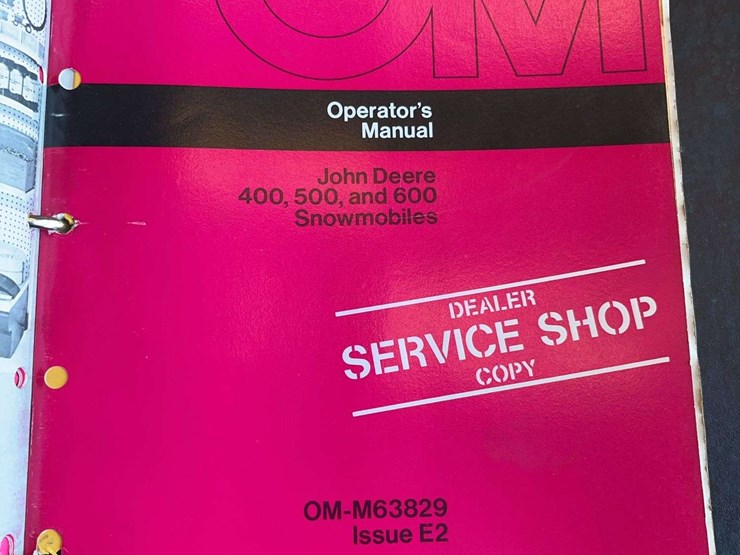 OM
Operator's
Manual
John Deere
400, 500, and 600
Snowmobiles
DEALER
SERVICE SHOP
COPY
OM-M63829
Issue E2